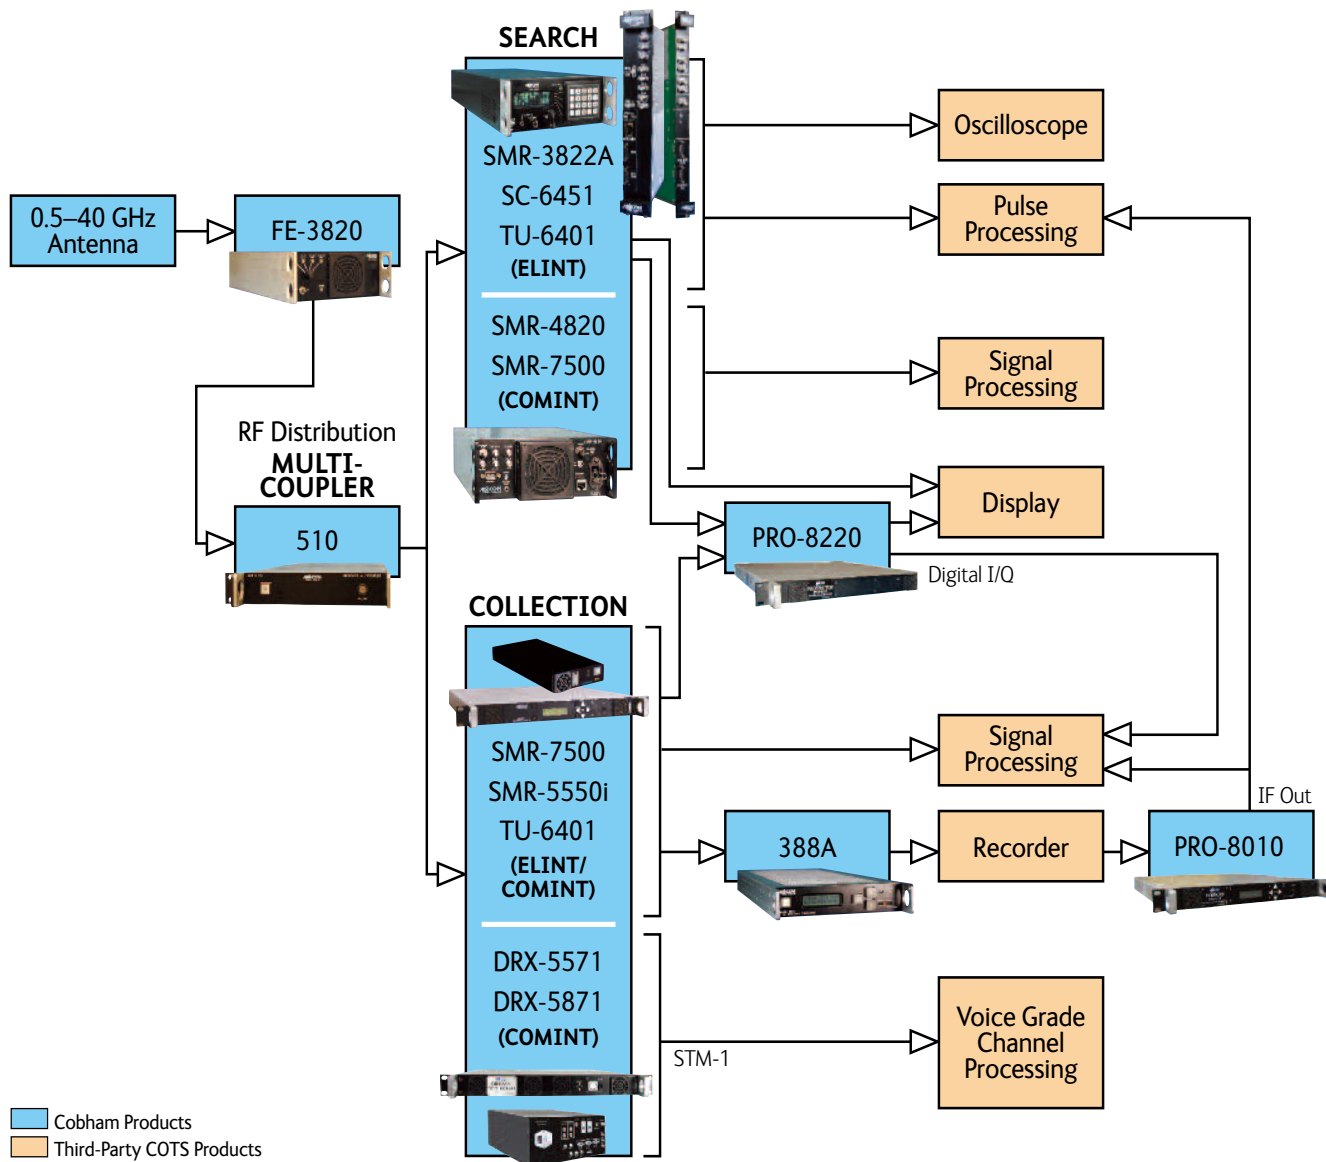 SEARCH
SMR-3822A
SC-6451
TU-6401
(ELINT)
SMR-4820
SMR-7500
(COMINT)
0.5–40 GHz
Antenna
FE-3820
RF Distribution
MULTI-
COUPLER
510
COLLECTION
SMR-7500
SMR-5550i
TU-6401
(ELINT/
COMINT)
DRX-5571
DRX-5871
(COMINT)
Oscilloscope
Pulse
Processing
Signal
Processing
Display
PRO-8220
Digital I/Q
Signal
Processing
IF Out
388A
Recorder
PRO-8010
STM-1
Voice Grade
Channel
Processing
Cobham Products
Third-Party COTS Products